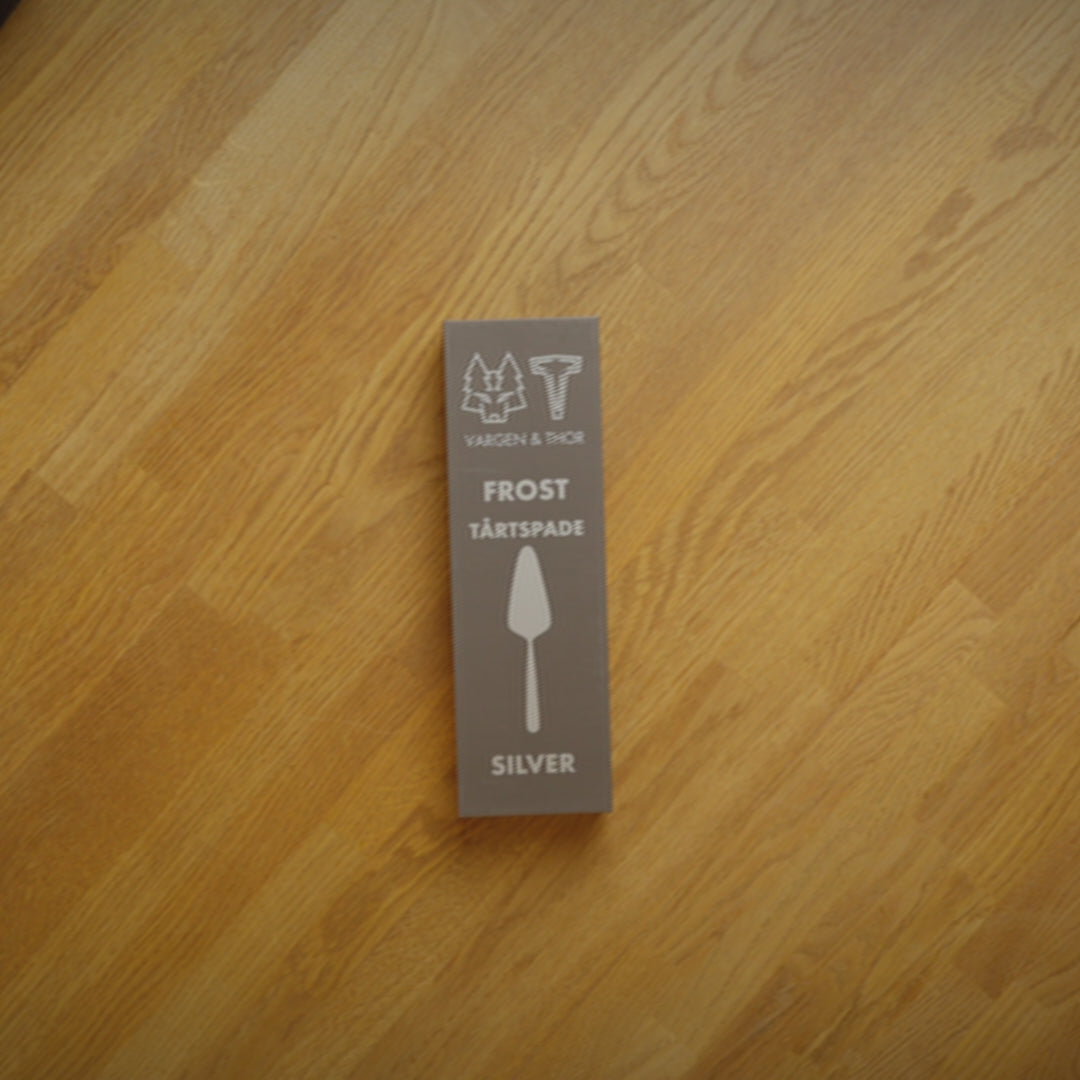 VARGEN & THOR
FROST
TÅRTSPADE
SILVER